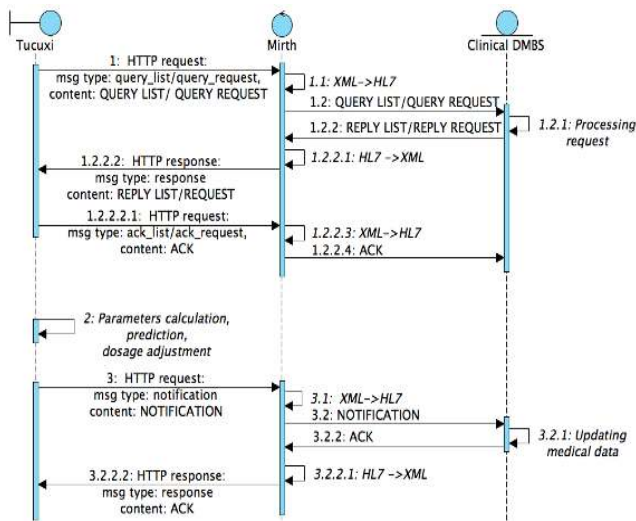 Tucuxi
Mirth
Clinical DMBS
1: HTTP request:
msg type: query_list/query_request,
content: QUERY LIST/ QUERY REQUEST
1.1: XML->HL7
1.2: QUERY LIST/QUERY REQUEST
1.2.1: Processing
request
1.2.2: REPLY LIST/REPLY REQUEST
1.2.2.1: HL7 ->XML
1.2.2.2: HTTP response:
msg type: response
content: REPLY LIST/REQUEST
1.2.2.2.1: HTTP request:
msg type: ack_list/ack_request,
content: ACK
1.2.2.3: XML->HL7
1.2.2.4: ACK
2: Parameters calculation,
prediction,
dosage adjustment
3: HTTP request:
msg type: notification
content: NOTIFICATION
3.1: XML->HL7
3.2: NOTIFICATION
3.2.1: Updating
medical data
3.2.2: ACK
3.2.2.1: HL7 ->XML
3.2.2.2: HTTP response:
msg type: response
content: ACK